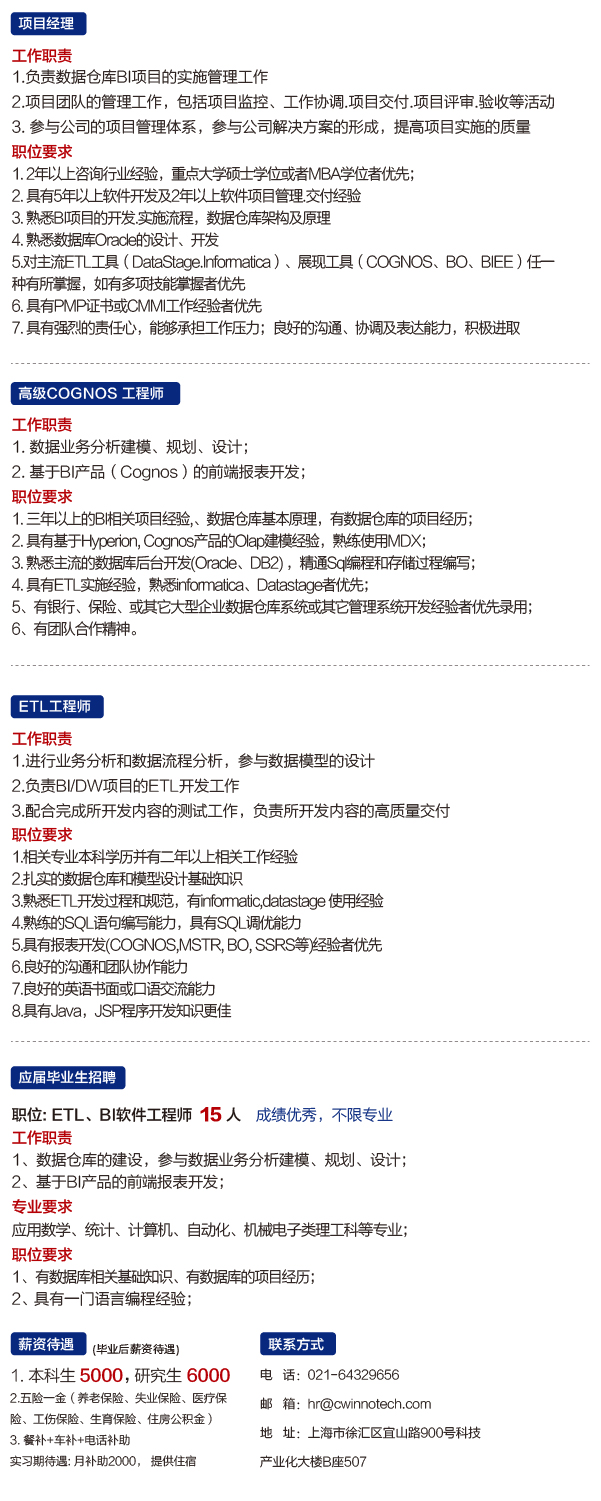 项目经理
工作职责
1.负责数据仓库BI项目的实施管理工作
2.项目团队的管理工作，包括项目监控、工作协调.项目交付.项目评审.验收等活动
3. 参与公司的项目管理体系，参与公司解决方案的形成，提高项目实施的质量
职位要求
1. 2年以上咨询行业经验，重点大学硕士学位或者MBA学位者优先；
2. 具有5年以上软件开发及2年以上软件项目管理.交付经验
3. 熟悉BI项目的开发.实施流程，数据仓库架构及原理
4. 熟悉数据库Oracle的设计、开发
5.对主流ETL工具（DataStage.Informatica）、展现工具（COGNOS、BO、BIEE）任一
种有所掌握，如有多项技能掌握者优先
6. 具有PMP证书或CMMI工作经验者优先
7. 具有强烈的责任心，能够承担工作压力；良好的沟通、协调及表达能力，积极进取
高级COGNOS 工程师
工作职责
1. 数据业务分析建模、规划、设计；
2. 基于BI产品（Cognos）的前端报表开发；
职位要求
1. 三年以上的BI相关项目经验,、数据仓库基本原理，有数据仓库的项目经历；
2. 具有基于Hyperion, Cognos产品的Olap建模经验，熟练使用MDX；
3. 熟悉主流的数据库后台开发(Oracle、DB2)，精通Sql编程和存储过程编写；
4. 具有ETL实施经验，熟悉informatica、Datastage者优先；
5、有银行、保险、或其它大型企业数据仓库系统或其它管理系统开发经验者优先录用；
6、有团队合作精神。
ETL工程师
工作职责
1.进行业务分析和数据流程分析，参与数据模型的设计
2.负责BI/DW项目的ETL开发工作
3.配合完成所开发内容的测试工作，负责所开发内容的高质量交付
职位要求
1.相关专业本科学历并有二年以上相关工作经验
2.扎实的数据仓库和模型设计基础知识
3.熟悉ETL开发过程和规范，有informatic,datastage 使用经验
4.熟练的SQL语句编写能力，具有SQL调优能力
5.具有报表开发(COGNOS,MSTR, BO, SSRS等)经验者优先
6.良好的沟通和团队协作能力
7.良好的英语书面或口语交流能力
8.具有Java，JSP程序开发知识更佳
应届毕业生招聘
职位: ETL、BI软件工程师 15 人 成绩优秀，不限专业
工作职责
1、数据仓库的建设，参与数据业务分析建模、规划、设计；
2、基于BI产品的前端报表开发；
专业要求
应用数学、统计、计算机、自动化、机械电子类理工科等专业；
职位要求
1、有数据库相关基础知识、有数据库的项目经历；
2、具有一门语言编程经验；
薪资待遇 (毕业后薪资待遇)
1. 本科生 5000，研究生 6000
2.五险一金（养老保险、失业保险、医疗保
险、工伤保险、生育保险、住房公积金）
3. 餐补+车补+电话补助
实习期待遇: 月补助2000， 提供住宿
联系方式
电 话： 021-64329656
邮 箱： hr@cwinnotech.com
地 址： 上海市徐汇区宜山路900号科技
产业化大楼B座507